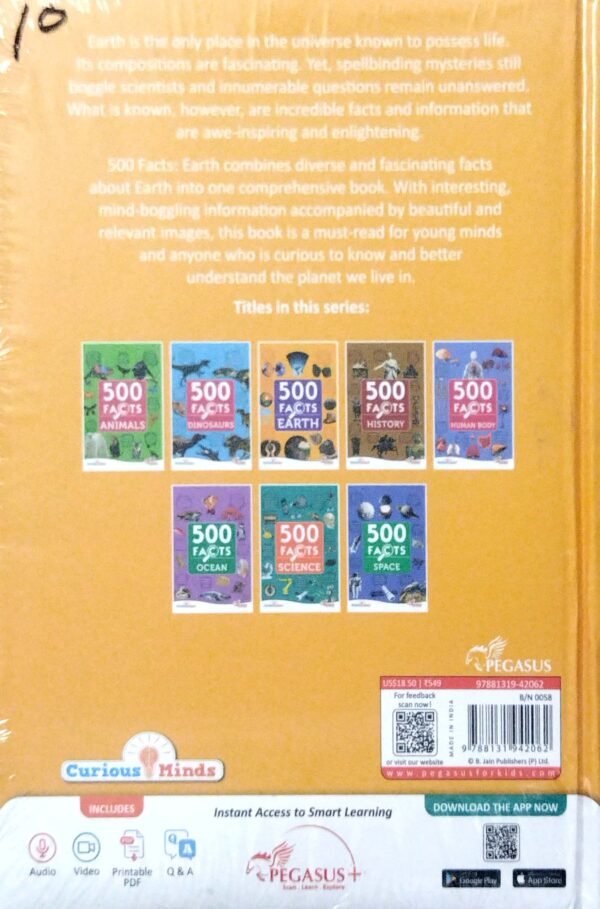 10
Earth is the only place in the universe known to possess life.
Its compositions are fascinating. Yet, spellbinding mysteries still
boggle scientists and innumerable questions remain unanswered.
What is known, however, are incredible facts and information that
are awe-inspiring and enlightening.
500 Facts: Earth combines diverse and fascinating facts
about Earth into one comprehensive book. With interesting,
mind-boggling information accompanied by beautiful and
relevant images, this book is a must-read for young minds
and anyone who is curious to know and better
understand the planet we live in.
Titles in this series:
500
FACTS
ANIMALS
500
FACTS
DINOSAURS
500
FACTS
EARTH
500
FACTS
HISTORY
500
FACTS
HUMAN BODY
500
FACTS
OCEAN
500
FACTS
SCIENCE
500
FACTS
SPACE
PEGASUS
US$18.50 | ₹549 97881319-42062
For feedback
scan now!
or visit our website
MADE IN INDIA
B/N 0058
9 788131 942062
© B. Jain Publishers (P) Ltd.
www.pegasusforkids.com
Curious Minds
INCLUDES
Instant Access to Smart Learning
DOWNLOAD THE APP NOW
Audio
Video
Printable
PDF
Q & A
Q
A
PEGASUS+
Scan . Learn . Explore
Google Play
App Store